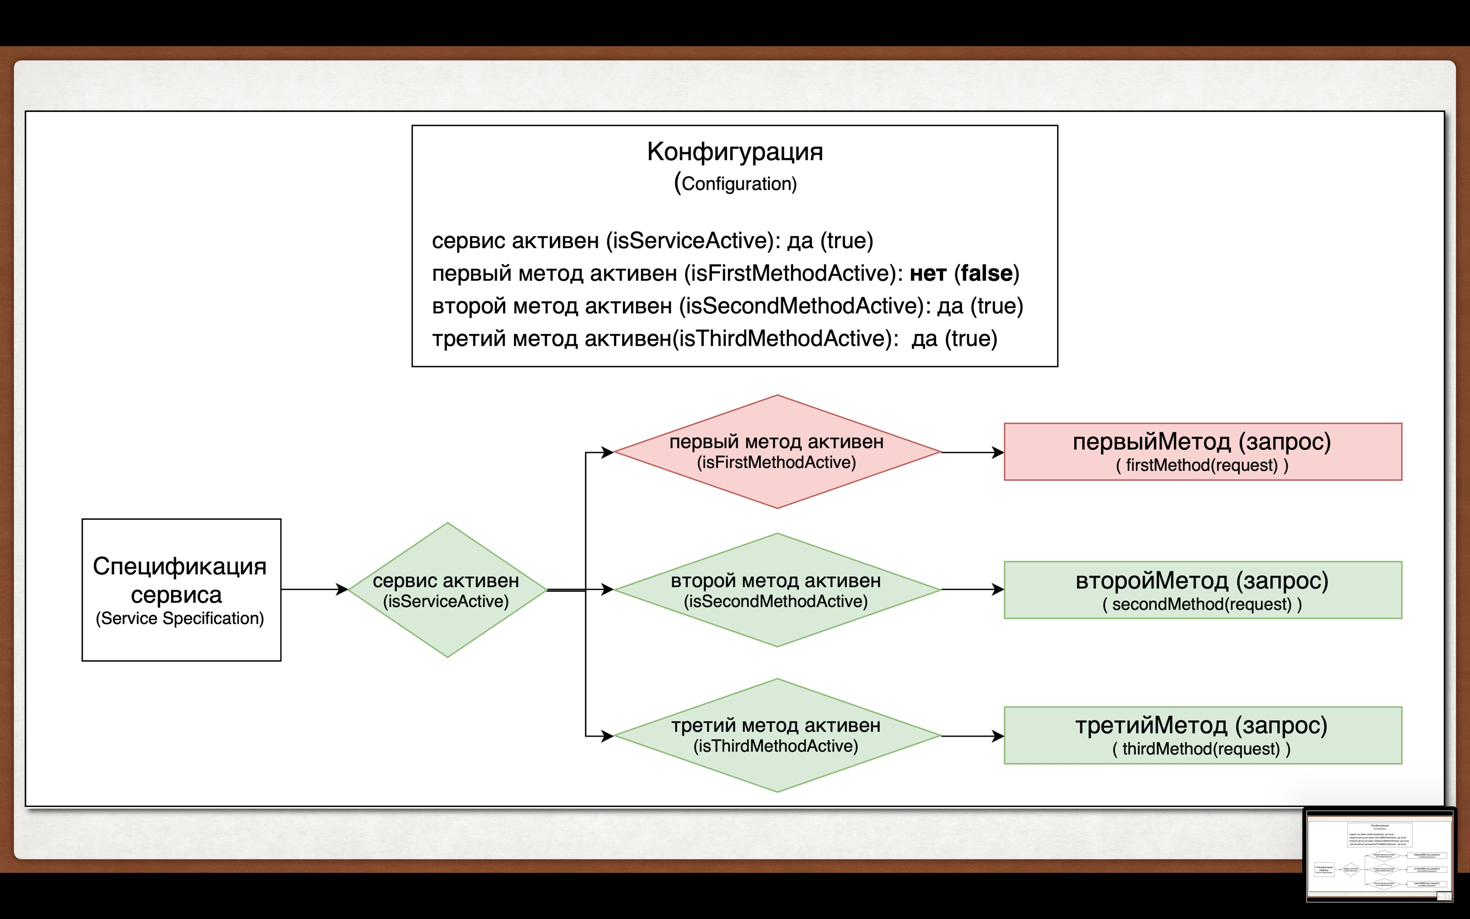 Конфигурация
(Configuration)
сервис активен (isServiceActive): да (true)
первый метод активен (isFirstMethodActive): нет (false)
второй метод активен (isSecondMethodActive): да (true)
третий метод активен(isThirdMethodActive):  да (true)
первый метод активен
(isFirstMethodActive)
первыйМетод (запрос)
( firstMethod(request) )
Спецификация
сервиса
(Service Specification)
сервис активен
(isServiceActive)
второй метод активен
(isSecondMethodActive)
второйМетод (запрос)
( secondMethod(request) )
третий метод активен
(isThirdMethodActive)
третийМетод (запрос)
( thirdMethod(request) )